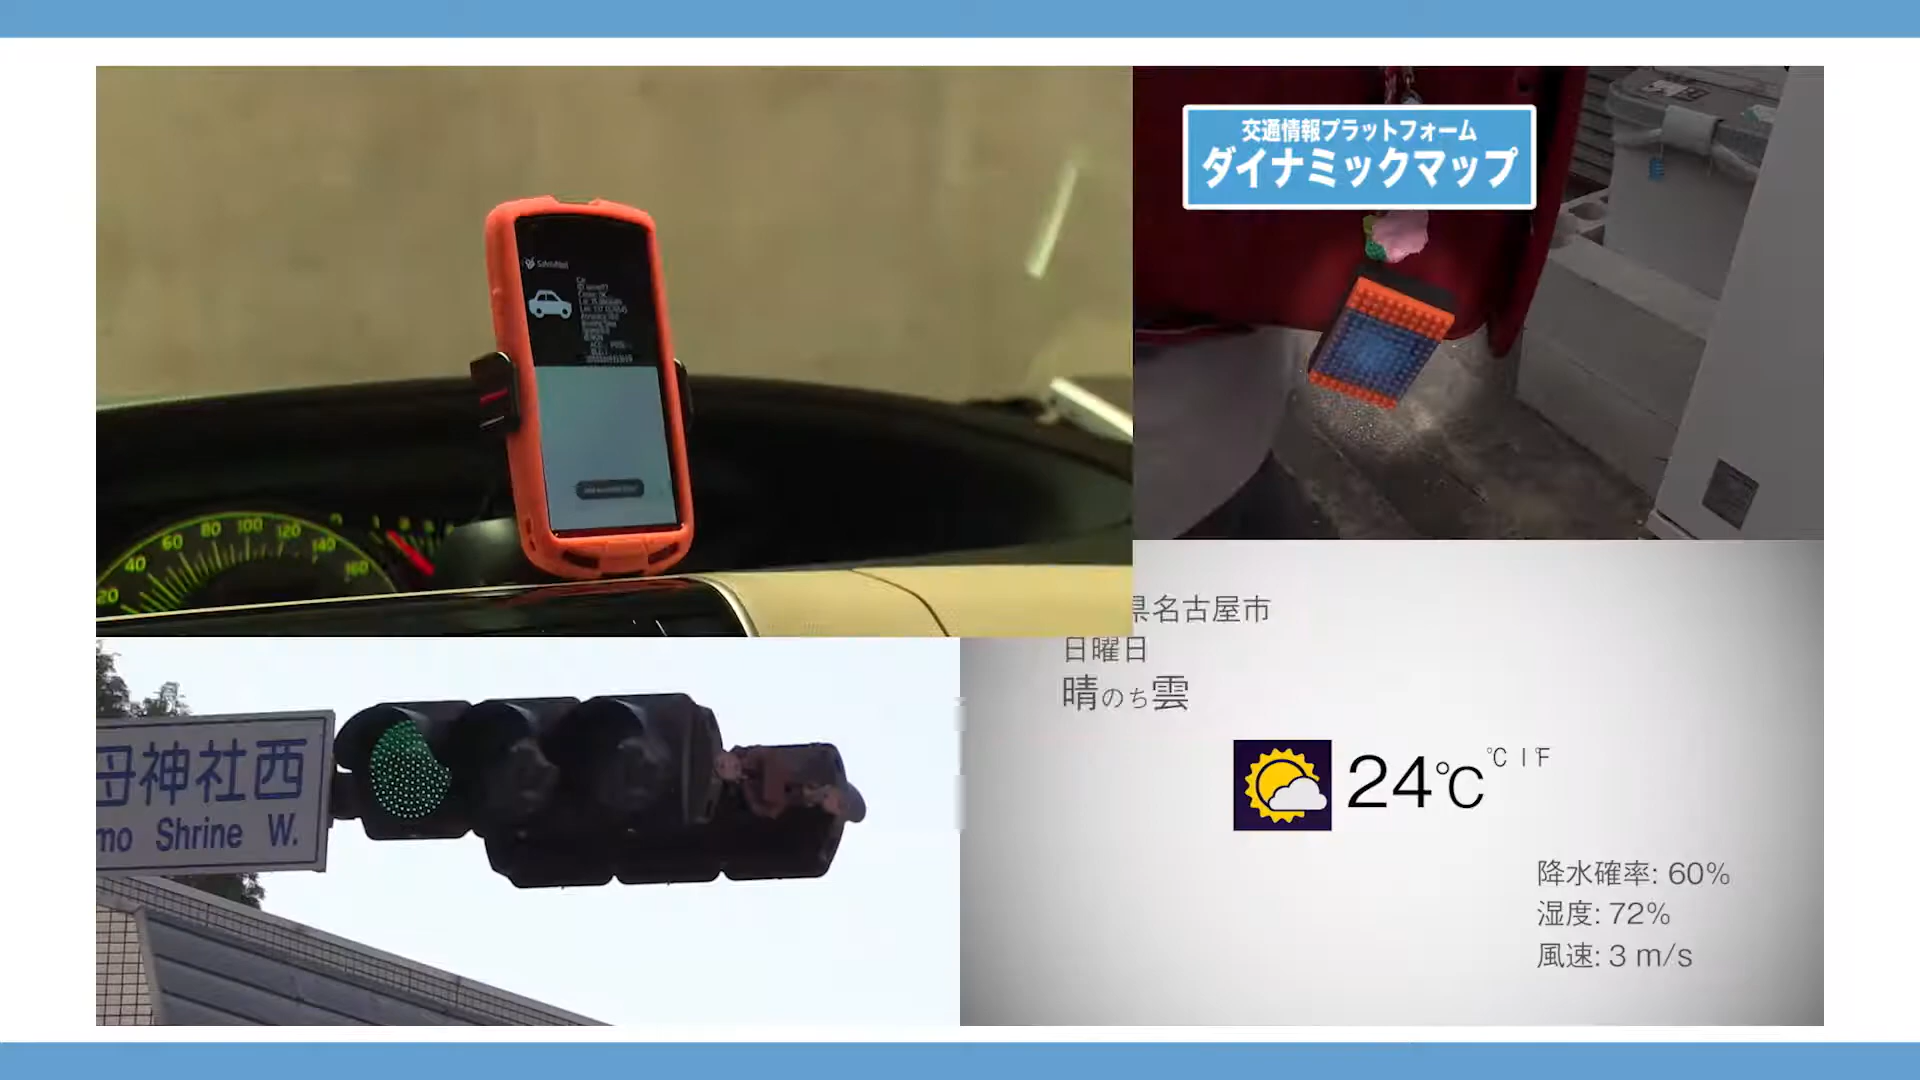 交通情報プラットフォーム
ダイナミックマップ
20
40
60
80
100
120
140
160
県名古屋市
日曜日
晴のち雲
24℃ ℃ | ℉
降水確率: 60%
湿度: 72%
風速: 3 m/s
母神社西
mo Shrine W.